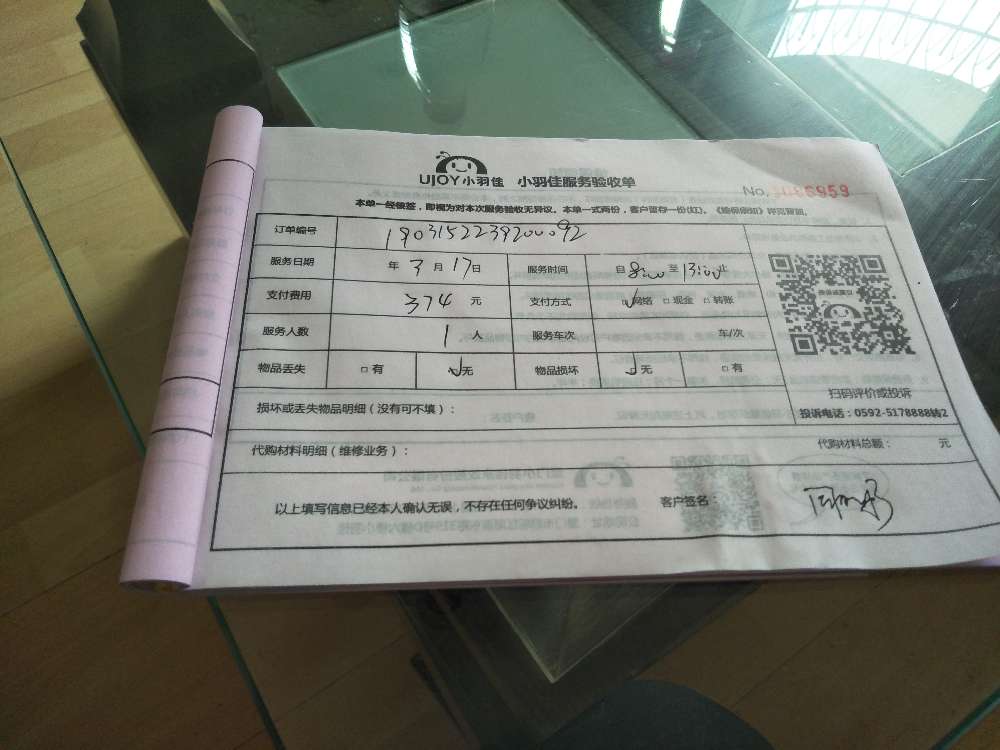 UJOY小羽佳 小羽佳服务验收单
No.
本单一经签署，即视为对本次服务验收无异议。本单一式两份，客户留存一份(红)。
订单编号 1903152239200092
服务日期 年 3 月 17 日 服务时间 自 8:00 至 13:00 止
支付费用 374 元 支付方式 网络 现金 转账
服务人数 1 人 服务车次 车/次
物品丢失 有 无 物品损坏 无 有
扫码评价或投诉
投诉电话：0592-5178888转2
损坏或丢失物品明细（没有可不填）：
代购材料明细（维修业务）： 代购材料总额： 元
以上填写信息已经本人确认无误，不存在任何争议纠纷。 客户签名：